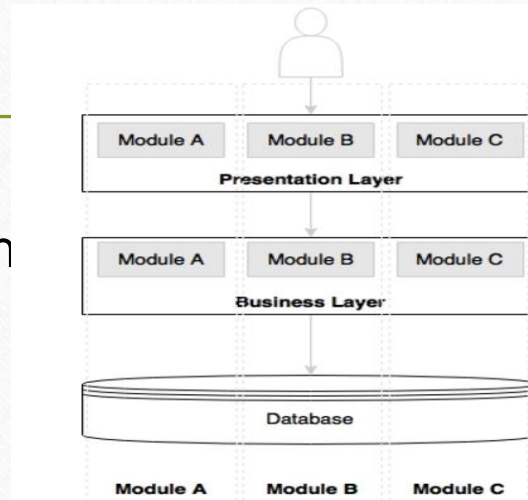 Module A Module B Module C
Presentation Layer
n
Module A Module B Module C
Business Layer
Database
Module A Module B Module C